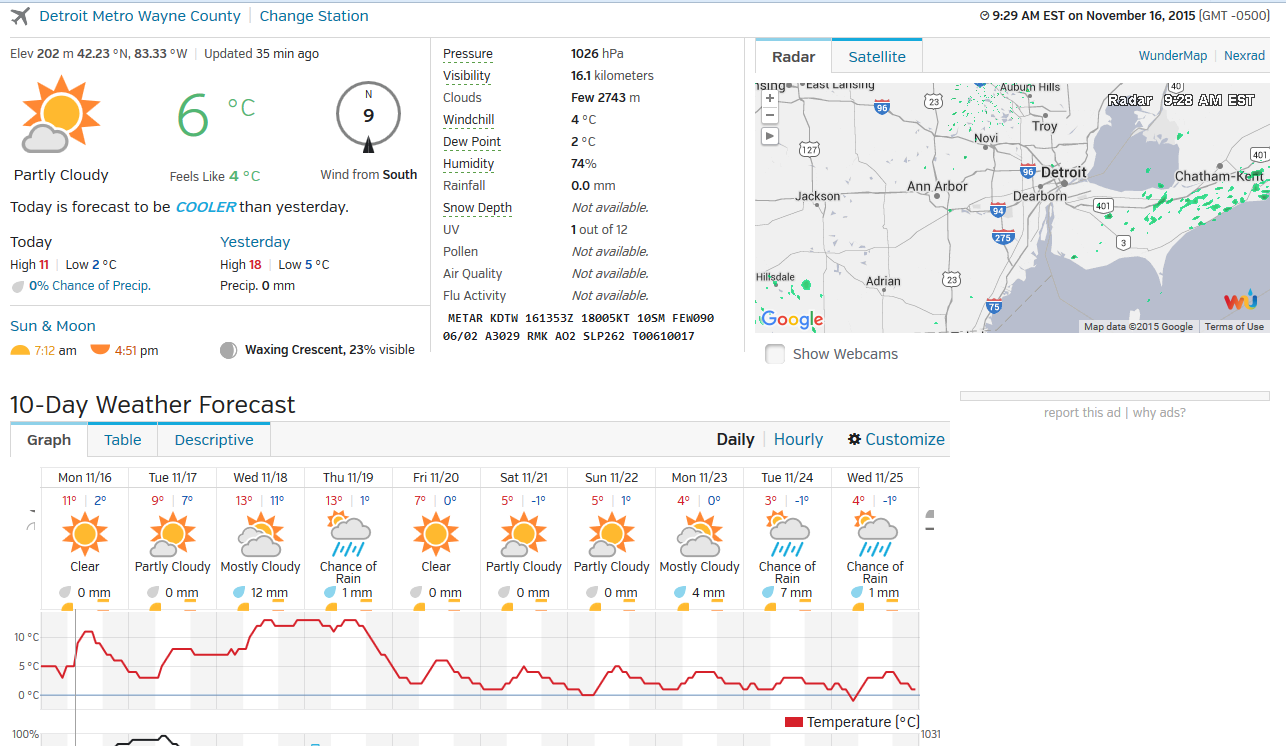 Detroit Metro Wayne County | Change Station
9:29 AM EST on November 16, 2015 (GMT -0500)
Elev 202 m 42.23 °N, 83.33 °W | Updated 35 min ago
6 °C
N
9
Partly Cloudy
Feels Like 4 °C
Wind from South
Today is forecast to be COOLER than yesterday.
Today
High 11 | Low 2 °C
0% Chance of Precip.
Yesterday
High 18 | Low 5 °C
Precip. 0 mm
Sun & Moon
7:12 am 4:51 pm Waxing Crescent, 23% visible
Pressure 1026 hPa
Visibility 16.1 kilometers
Clouds Few 2743 m
Windchill 4 °C
Dew Point 2 °C
Humidity 74%
Rainfall 0.0 mm
Snow Depth Not available.
UV 1 out of 12
Pollen Not available.
Air Quality Not available.
Flu Activity Not available.
METAR KDTW 161353Z 18005KT 10SM FEW090
06/02 A3029 RMK AO2 SLP262 T00610017
Radar Satellite WunderMap | Nexrad
Radar 9:28 AM EST
+
−
East Lansing
Auburn Hills
40
96
23
Troy
Novi
127
401
96
Detroit
Chatham-Kent
Ann Arbor
Dearborn
Jackson
94
401
275
3
Hillsdale
Adrian
23
75
Google
WU
Map data ©2015 Google | Terms of Use
Show Webcams
10-Day Weather Forecast
report this ad | why ads?
Graph Table Descriptive Daily | Hourly Customize
Mon 11/16 Tue 11/17 Wed 11/18 Thu 11/19 Fri 11/20 Sat 11/21 Sun 11/22 Mon 11/23 Tue 11/24 Wed 11/25
11° | 2° 9° | 7° 13° | 11° 13° | 1° 7° | 0° 5° | -1° 5° | 1° 4° | 0° 3° | -1° 4° | -1°
Clear Partly Cloudy Mostly Cloudy Chance of Rain Clear Partly Cloudy Partly Cloudy Mostly Cloudy Chance of Rain Chance of Rain
0 mm 0 mm 12 mm 1 mm 0 mm 0 mm 0 mm 4 mm 7 mm 1 mm
10 °C
5 °C
0 °C
Temperature (°C)
100% 1031